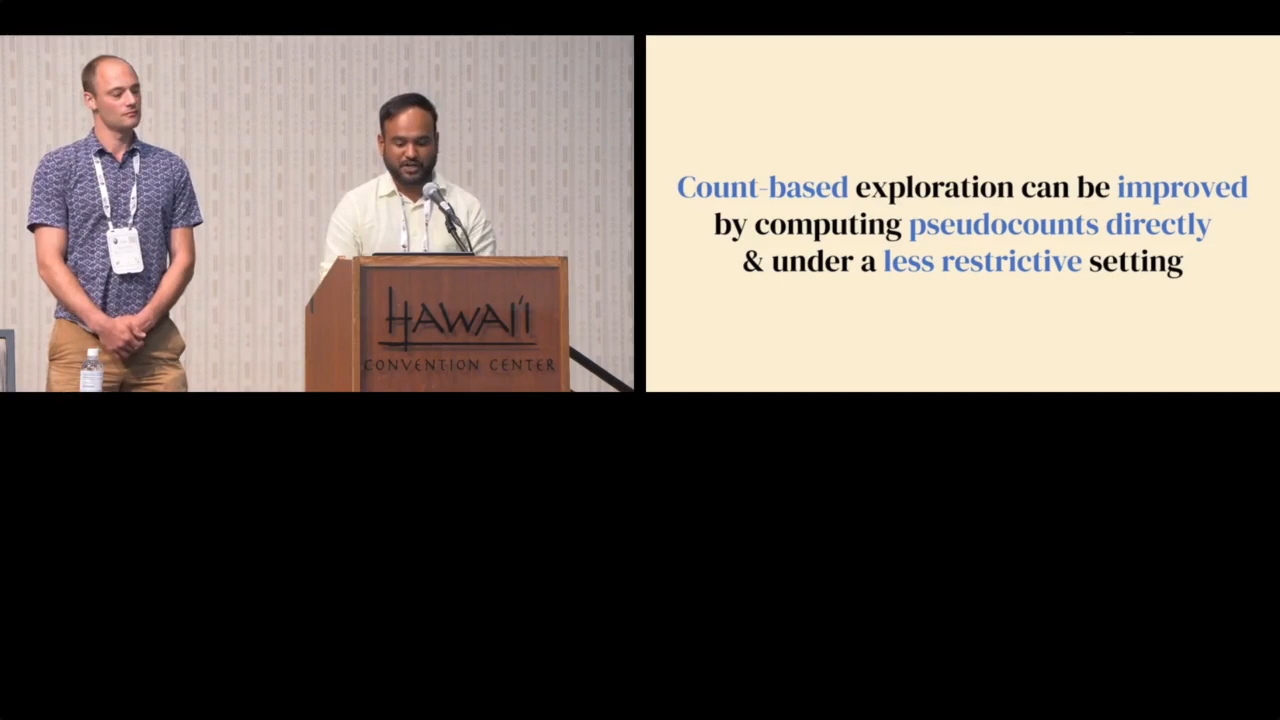 HAWAI'I
CONVENTION CENTER
Count-based exploration can be improved
by computing pseudocounts directly
& under a less restrictive setting